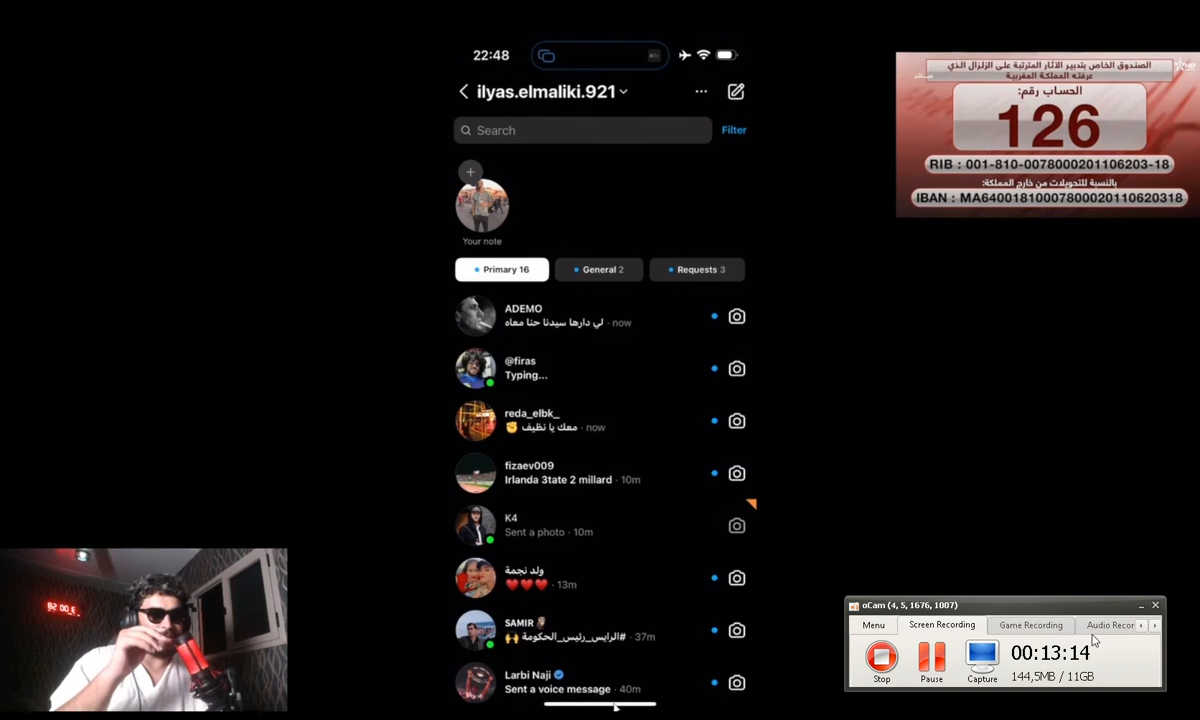 22:48
ilyas.elmaliki.921
Search
Filter
Your note
Primary 16
General 2
Requests 3
ADEMO
لي دارها سيدنا حنا معاه · now
@firas
Typing...
reda_elbk_
معك يا نظيف ✊ · now
fizaev009
Irlanda 3tate 2 millard · 10m
K4
Sent a photo · 10m
ولد نجمة
❤️❤️❤️ · 13m
SAMIR
#الرايس_رئيس_الحكومة 🙌 · 37m
Larbi Naji
Sent a voice message · 40m
الصندوق الخاص بتدبير الآثار المترتبة على الزلزال الذي
عرفته المملكة المغربية
مباشر
الحساب رقم:
126
RIB : 001-810-0078000201106203-18
بالنسبة للتحويلات من خارج المملكة:
IBAN : MA64001810007800020110620318
oCam (4, 5, 1676, 1007)
Menu
Screen Recording
Game Recording
Audio Recor
00:13:14
144,5MB / 11GB
Stop
Pause
Capture